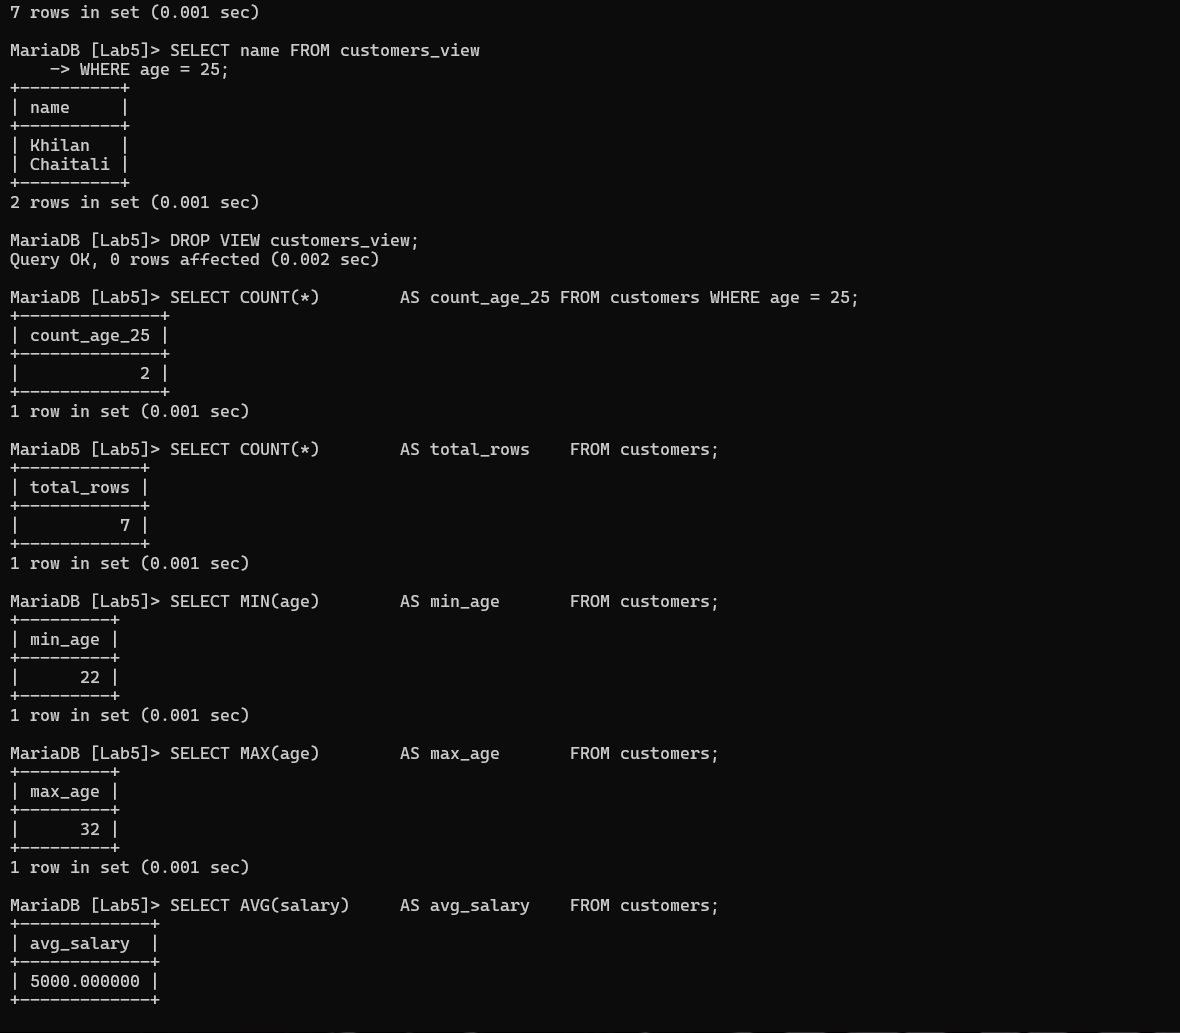 7 rows in set (0.001 sec)
MariaDB [Lab5]> SELECT name FROM customers_view
    -> WHERE age = 25;
+----------+
| name     |
+----------+
| Khilan   |
| Chaitali |
+----------+
2 rows in set (0.001 sec)
MariaDB [Lab5]> DROP VIEW customers_view;
Query OK, 0 rows affected (0.002 sec)
MariaDB [Lab5]> SELECT COUNT(*)        AS count_age_25 FROM customers WHERE age = 25;
+--------------+
| count_age_25 |
+--------------+
|            2 |
+--------------+
1 row in set (0.001 sec)
MariaDB [Lab5]> SELECT COUNT(*)        AS total_rows    FROM customers;
+------------+
| total_rows |
+------------+
|          7 |
+------------+
1 row in set (0.001 sec)
MariaDB [Lab5]> SELECT MIN(age)        AS min_age       FROM customers;
+---------+
| min_age |
+---------+
|      22 |
+---------+
1 row in set (0.001 sec)
MariaDB [Lab5]> SELECT MAX(age)        AS max_age       FROM customers;
+---------+
| max_age |
+---------+
|      32 |
+---------+
1 row in set (0.001 sec)
MariaDB [Lab5]> SELECT AVG(salary)     AS avg_salary    FROM customers;
+-------------+
| avg_salary  |
+-------------+
| 5000.000000 |
+-------------+